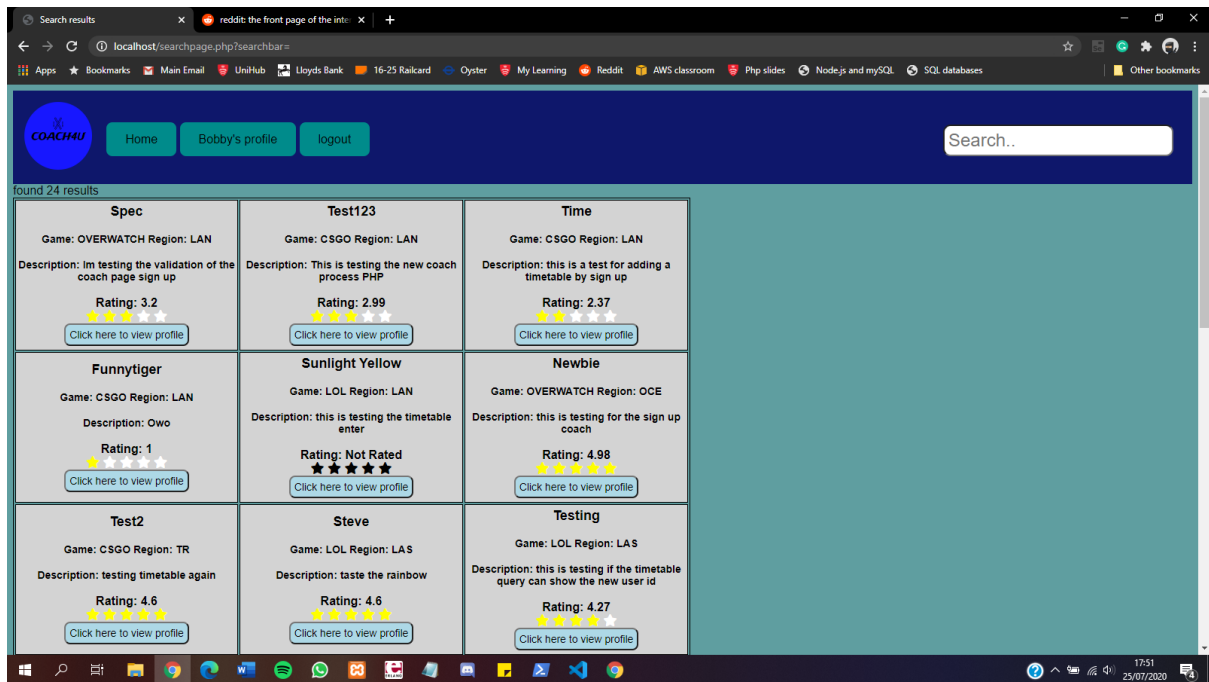 Search results
reddit: the front page of the inte
localhost/searchpage.php?searchbar=
Apps Bookmarks Main Email UniHub Lloyds Bank 16-25 Railcard Oyster My Learning Reddit AWS classroom Php slides Node.js and mySQL SQL databases Other bookmarks
COACH4U
Home Bobby's profile logout
Search..
found 24 results
Spec
Game: OVERWATCH Region: LAN
Description: Im testing the validation of the
coach page sign up
Rating: 3.2
Click here to view profile
Test123
Game: CSGO Region: LAN
Description: This is testing the new coach
process PHP
Rating: 2.99
Click here to view profile
Time
Game: CSGO Region: LAN
Description: this is a test for adding a
timetable by sign up
Rating: 2.37
Click here to view profile
Funnytiger
Game: CSGO Region: LAN
Description: Owo
Rating: 1
Click here to view profile
Sunlight Yellow
Game: LOL Region: LAN
Description: this is testing the timetable
enter
Rating: Not Rated
Click here to view profile
Newbie
Game: OVERWATCH Region: OCE
Description: this is testing for the sign up
coach
Rating: 4.98
Click here to view profile
Test2
Game: CSGO Region: TR
Description: testing timetable again
Rating: 4.6
Click here to view profile
Steve
Game: LOL Region: LAS
Description: taste the rainbow
Rating: 4.6
Click here to view profile
Testing
Game: LOL Region: LAS
Description: this is testing if the timetable
query can show the new user id
Rating: 4.27
Click here to view profile
17:51
25/07/2020
4